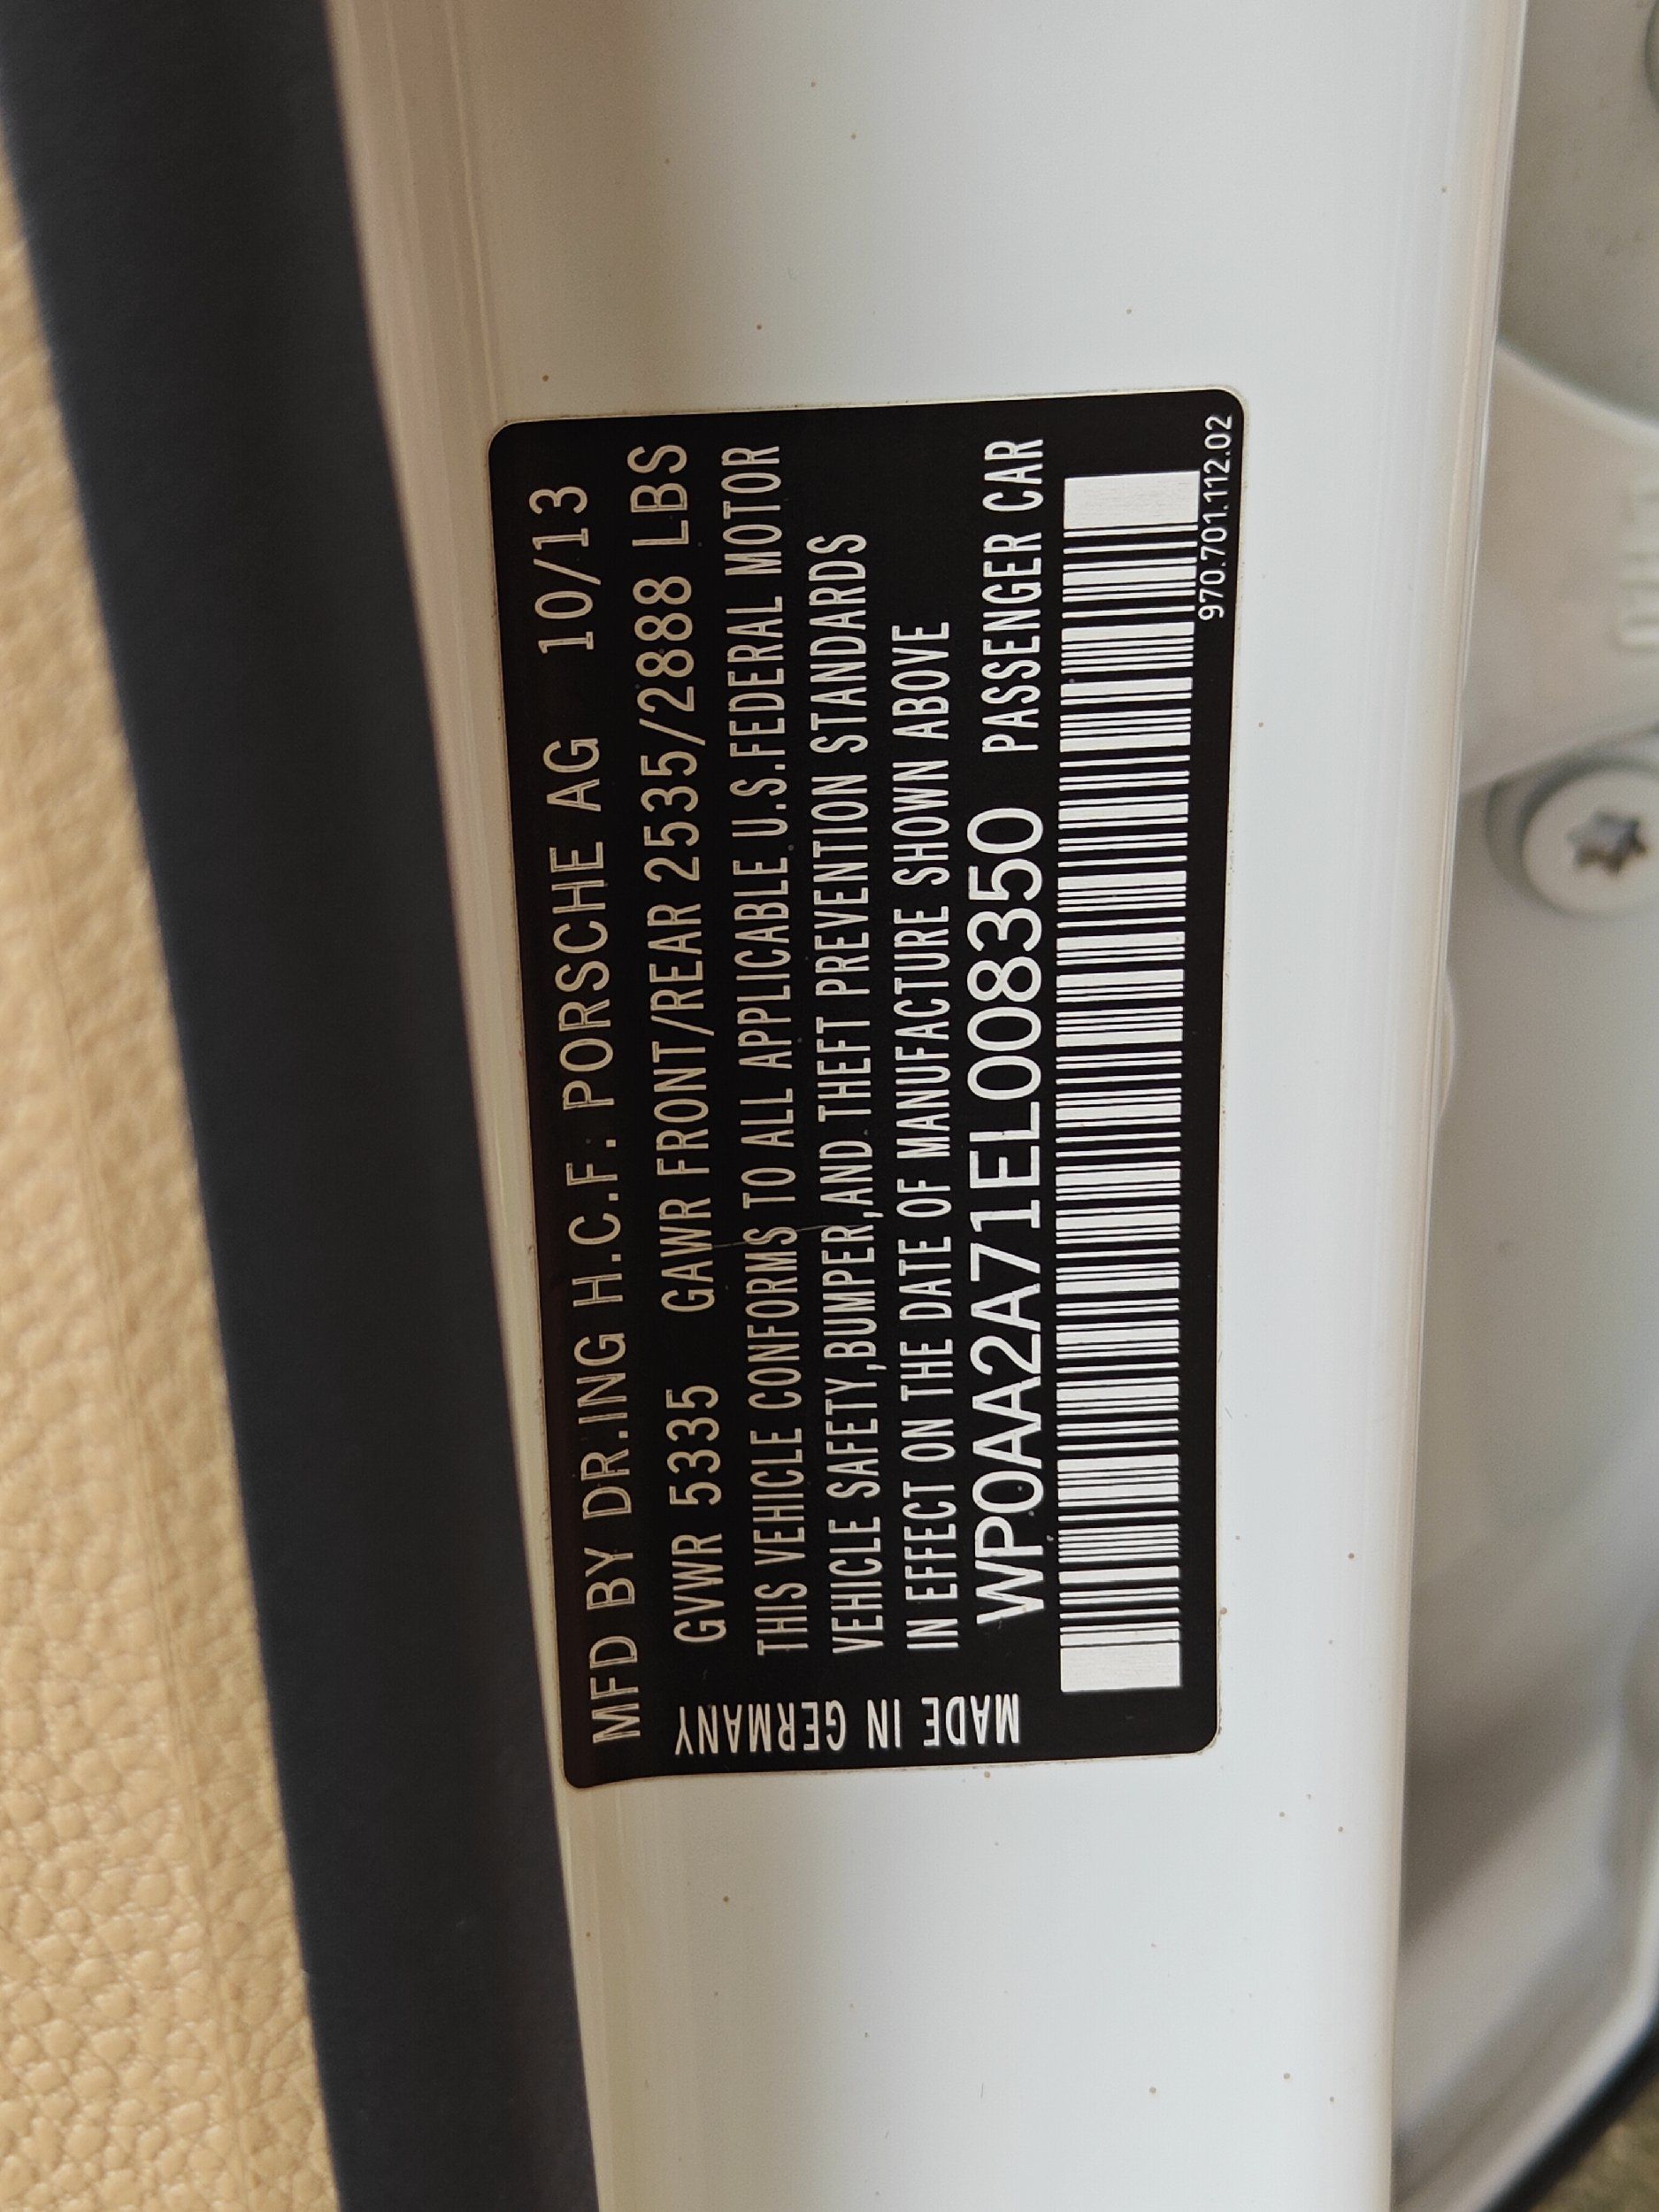 MFD BY DR.ING H.C.F. PORSCHE AG 10/13
GVWR 5335 GAWR FRONT/REAR 2535/2888 LBS
THIS VEHICLE CONFORMS TO ALL APPLICABLE U.S.FEDERAL MOTOR
VEHICLE SAFETY,BUMPER,AND THEFT PREVENTION STANDARDS
IN EFFECT ON THE DATE OF MANUFACTURE SHOWN ABOVE
WP0AA2A71EL008350 PASSENGER CAR
MADE IN GERMANY
970.701.112.02